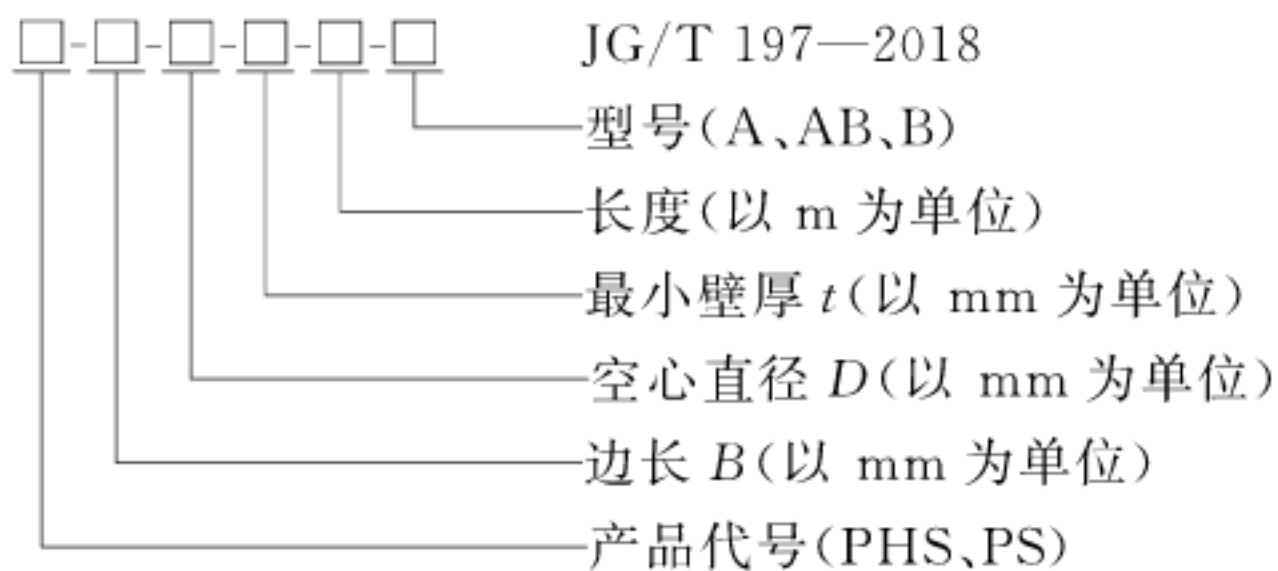 □-□-□-□-□-□ JG/T 197—2018
型号(A、AB、B)
长度(以 m 为单位)
最小壁厚 t(以 mm 为单位)
空心直径 D(以 mm 为单位)
边长 B(以 mm 为单位)
产品代号(PHS、PS)